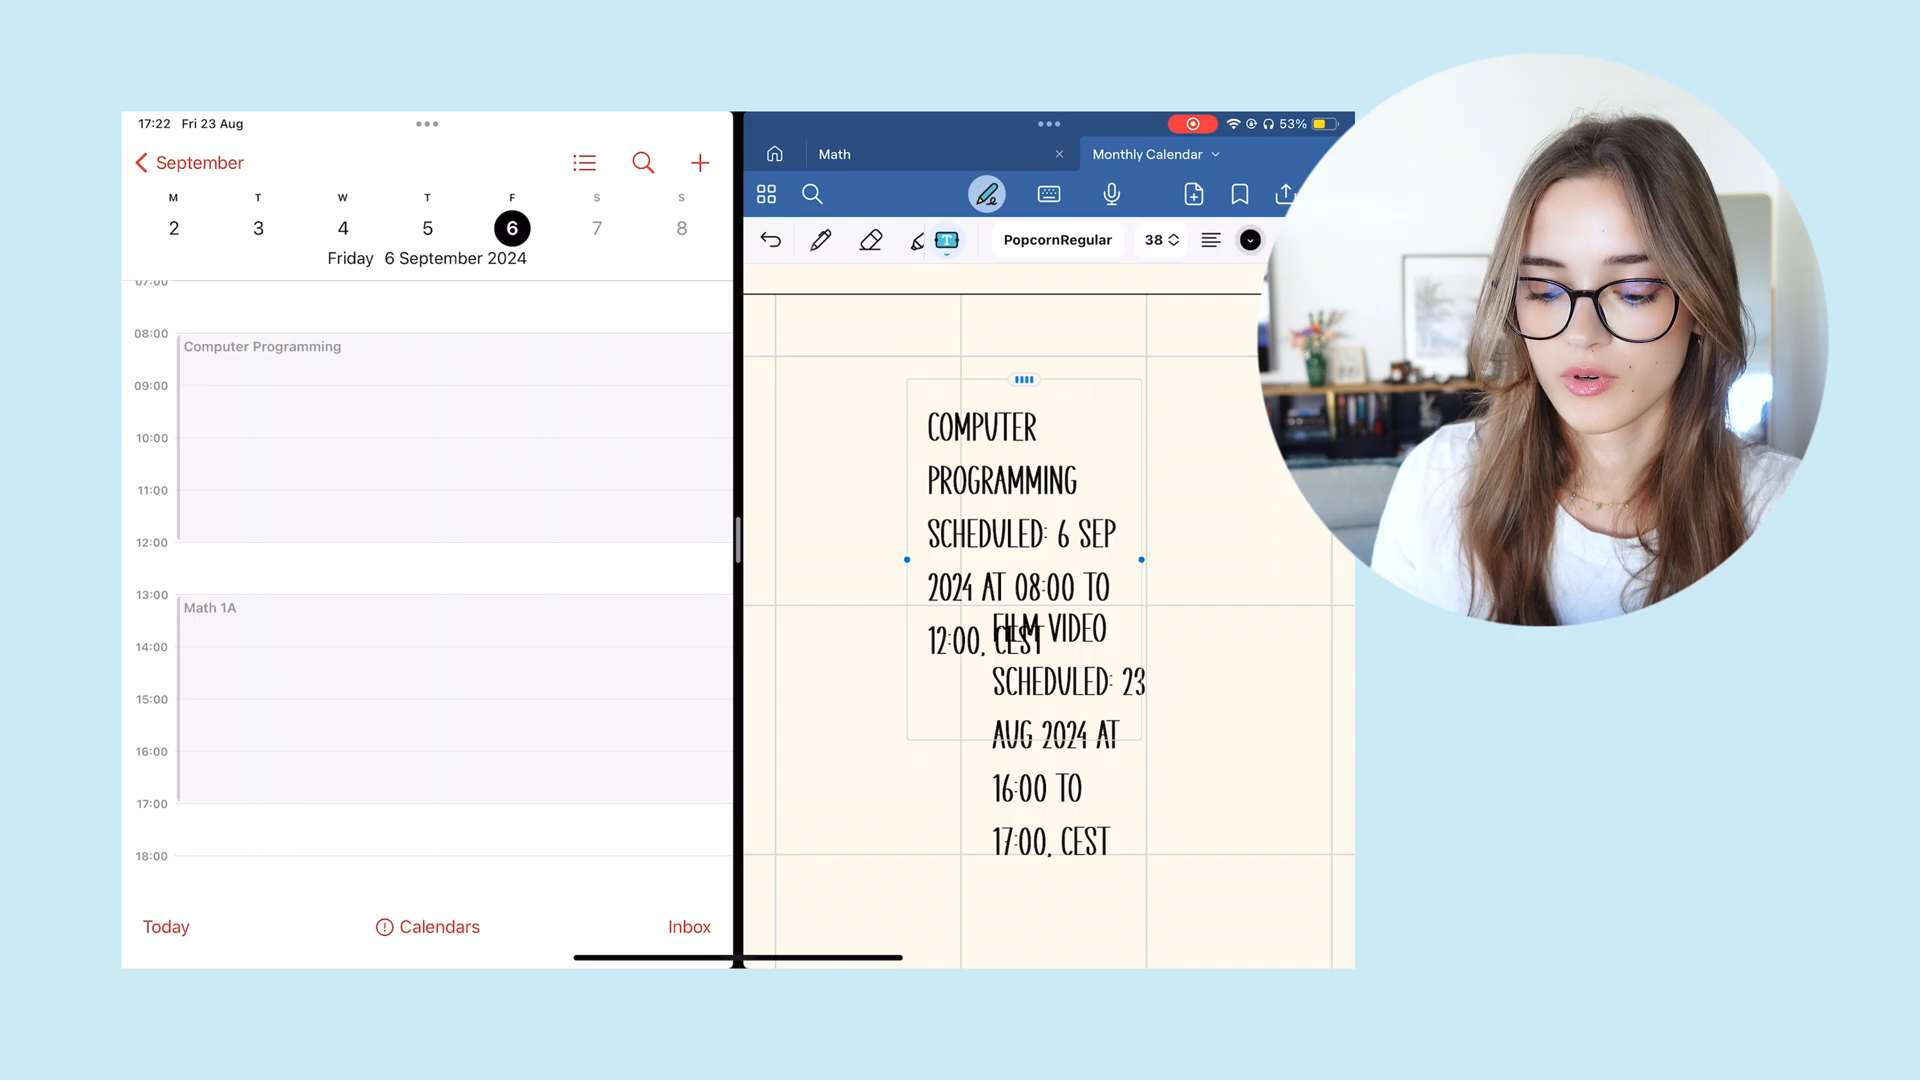 17:22 Fri 23 Aug
September
M T W T F S S
2 3 4 5 6 7 8
Friday 6 September 2024
07:00
08:00
Computer Programming
09:00
10:00
11:00
12:00
13:00
Math 1A
14:00
15:00
16:00
17:00
18:00
Today
Calendars
Inbox
53%
Math
Monthly Calendar
T
PopcornRegular
38
COMPUTER
PROGRAMMING
SCHEDULED: 6 SEP
2024 AT 08:00 TO
12:00, CEST
FILM VIDEO
SCHEDULED: 23
AUG 2024 AT
16:00 TO
17:00, CEST